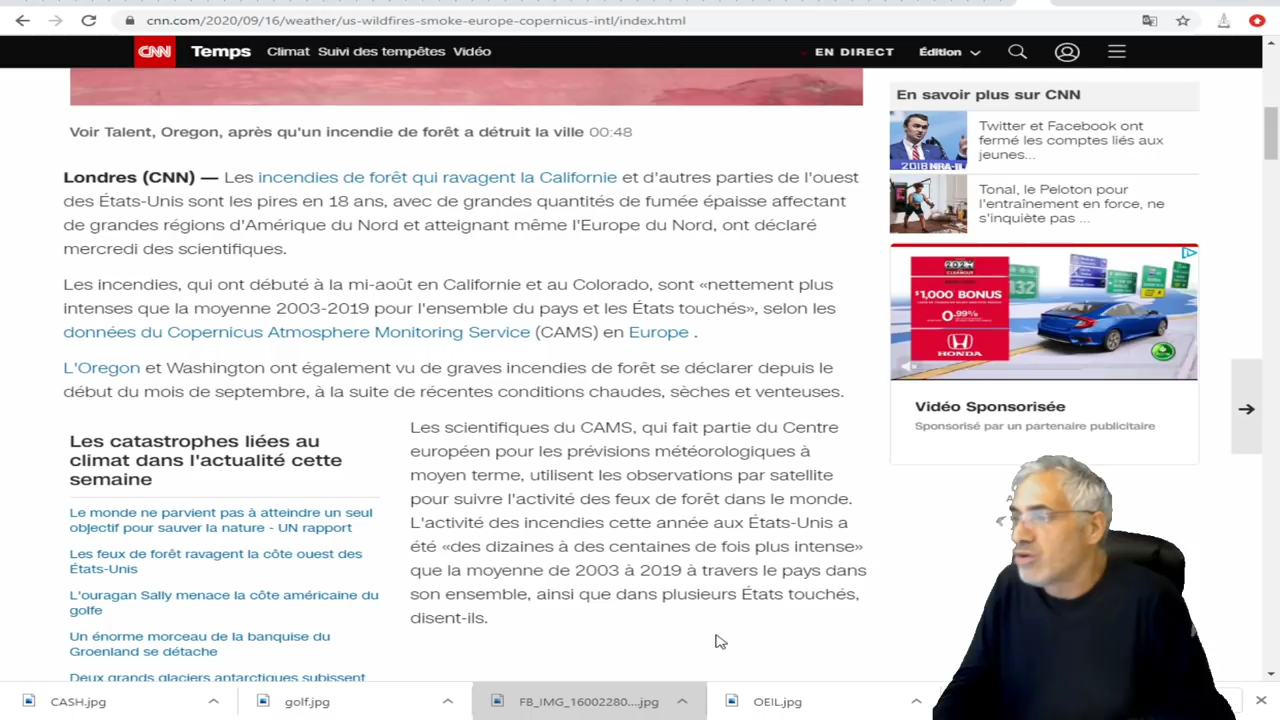 cnn.com/2020/09/16/weather/us-wildfires-smoke-europe-copernicus-intl/index.html
CNN Temps Climat Suivi des tempêtes Vidéo EN DIRECT Édition
Voir Talent, Oregon, après qu'un incendie de forêt a détruit la ville 00:48
Londres (CNN) — Les incendies de forêt qui ravagent la Californie et d'autres parties de l'ouest
des États-Unis sont les pires en 18 ans, avec de grandes quantités de fumée épaisse affectant
de grandes régions d'Amérique du Nord et atteignant même l'Europe du Nord, ont déclaré
mercredi des scientifiques.
Les incendies, qui ont débuté à la mi-août en Californie et au Colorado, sont «nettement plus
intenses que la moyenne 2003-2019 pour l'ensemble du pays et les États touchés», selon les
données du Copernicus Atmosphere Monitoring Service (CAMS) en Europe .
L'Oregon et Washington ont également vu de graves incendies de forêt se déclarer depuis le
début du mois de septembre, à la suite de récentes conditions chaudes, sèches et venteuses.
Les catastrophes liées au
climat dans l'actualité cette
semaine
Le monde ne parvient pas à atteindre un seul
objectif pour sauver la nature - UN rapport
Les feux de forêt ravagent la côte ouest des
États-Unis
L'ouragan Sally menace la côte américaine du
golfe
Un énorme morceau de la banquise du
Groenland se détache
Deux grands glaciers antarctiques subissent
Les scientifiques du CAMS, qui fait partie du Centre
européen pour les prévisions météorologiques à
moyen terme, utilisent les observations par satellite
pour suivre l'activité des feux de forêt dans le monde.
L'activité des incendies cette année aux États-Unis a
été «des dizaines à des centaines de fois plus intense»
que la moyenne de 2003 à 2019 à travers le pays dans
son ensemble, ainsi que dans plusieurs États touchés,
disent-ils.
En savoir plus sur CNN
Twitter et Facebook ont
fermé les comptes liés aux
jeunes...
Tonal, le Peloton pour
l'entraînement en force, ne
s'inquiète pas ...
$1,000 BONUS
0.99%
HONDA
132
Vidéo Sponsorisée
Sponsorisé par un partenaire publicitaire
CASH.jpg
golf.jpg
FB_IMG_16002280....jpg
OEIL.jpg